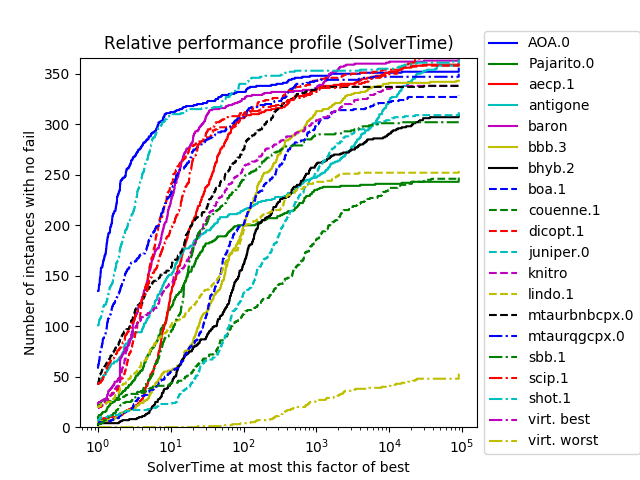 Relative performance profile (SolverTime)
Number of instances with no fail
350
300
250
200
150
100
50
0
10^0 10^1 10^2 10^3 10^4 10^5
SolverTime at most this factor of best
AOA.0
Pajarito.0
aecp.1
antigone
baron
bbb.3
bhyb.2
boa.1
couenne.1
dicopt.1
juniper.0
knitro
lindo.1
mtaurbnbcpx.0
mtaurqgcpx.0
sbb.1
scip.1
shot.1
virt. best
virt. worst